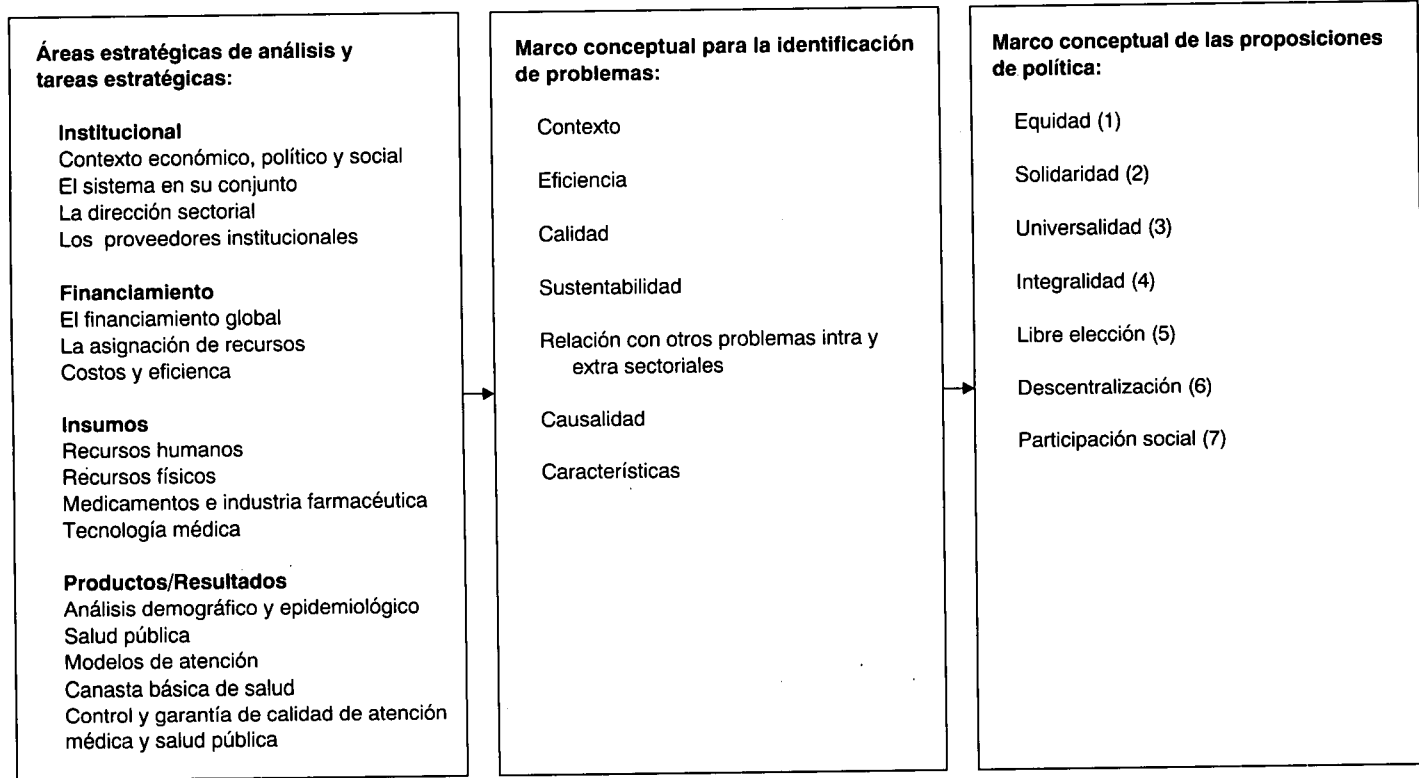 Áreas estratégicas de análisis y
tareas estratégicas:
Institucional
Contexto económico, político y social
El sistema en su conjunto
La dirección sectorial
Los proveedores institucionales
Financiamiento
El financiamiento global
La asignación de recursos
Costos y eficienca
Insumos
Recursos humanos
Recursos físicos
Medicamentos e industria farmacéutica
Tecnología médica
Productos/Resultados
Análisis demográfico y epidemiológico
Salud pública
Modelos de atención
Canasta básica de salud
Control y garantía de calidad de atención
médica y salud pública
Marco conceptual para la identificación
de problemas:
Contexto
Eficiencia
Calidad
Sustentabilidad
Relación con otros problemas intra y
extra sectoriales
Causalidad
Características
Marco conceptual de las proposiciones
de política:
Equidad (1)
Solidaridad (2)
Universalidad (3)
Integralidad (4)
Libre elección (5)
Descentralización (6)
Participación social (7)